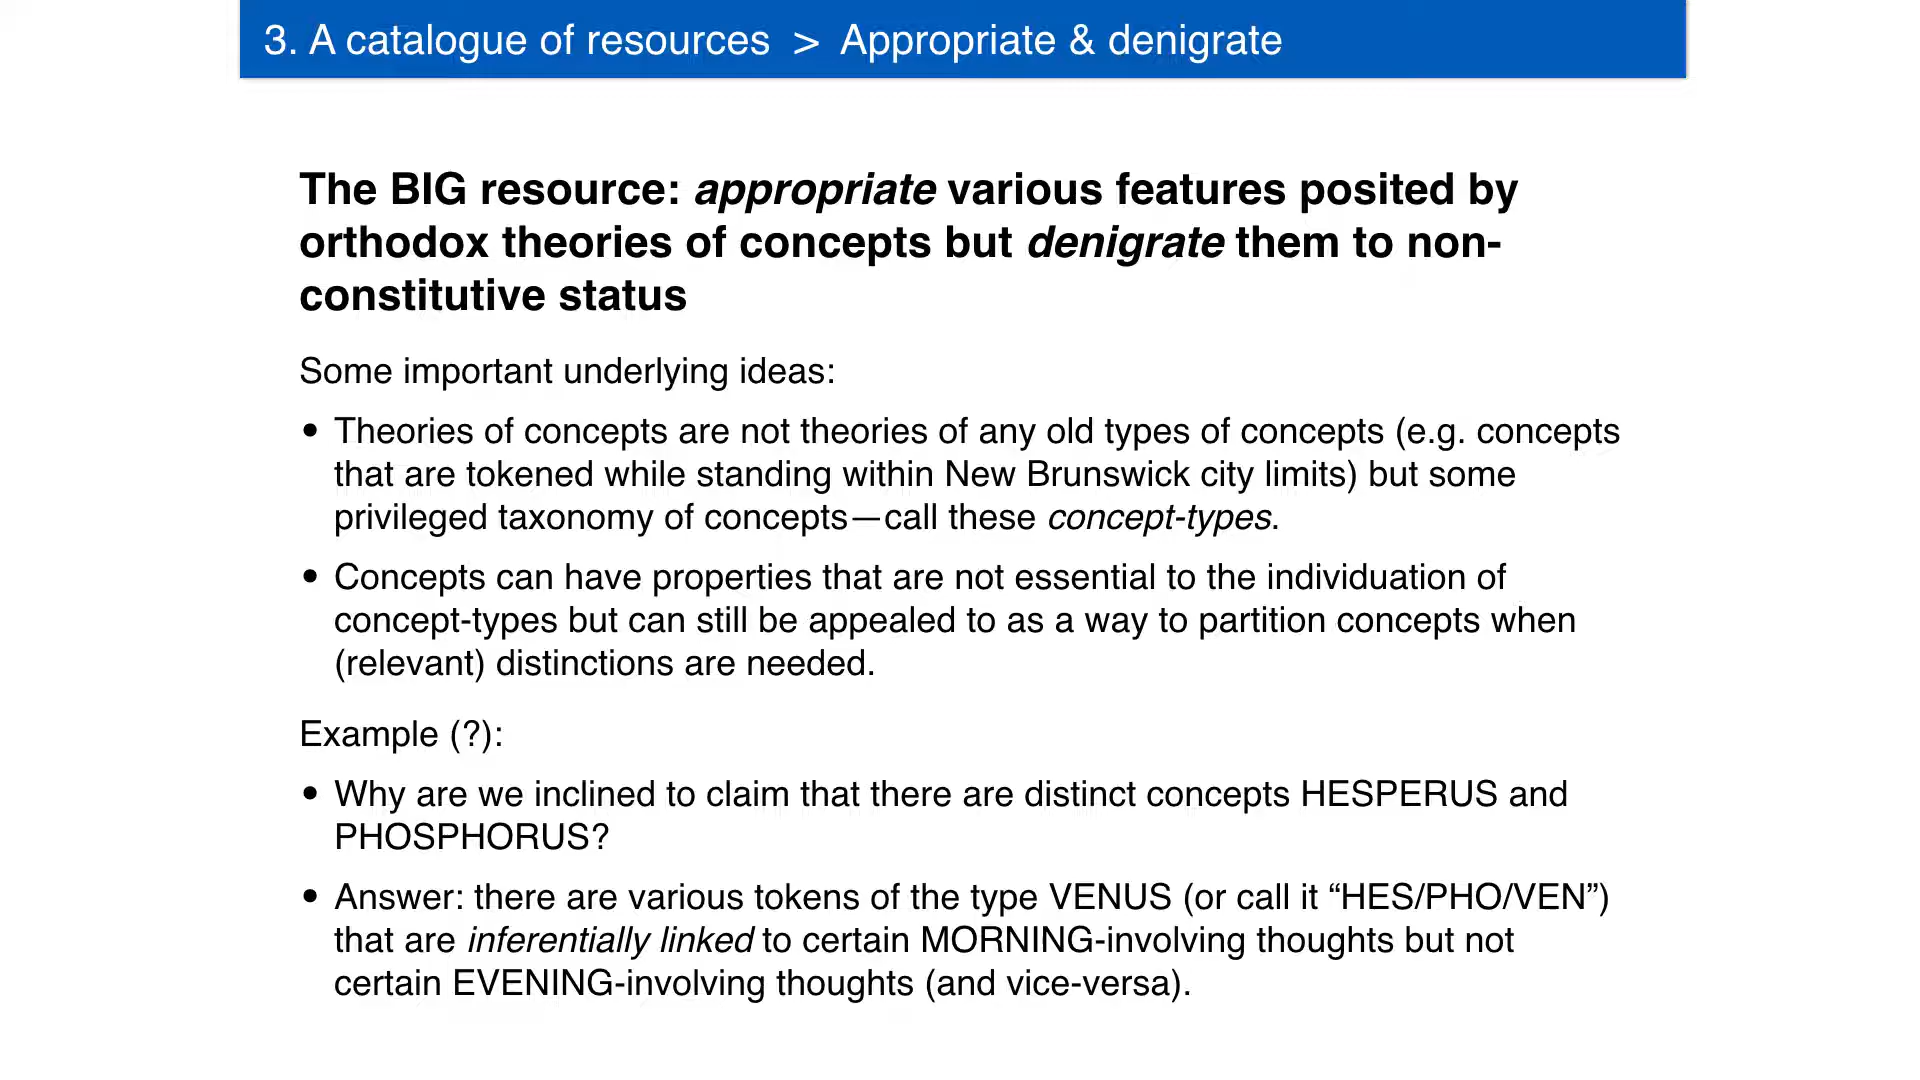 3. A catalogue of resources > Appropriate & denigrate
The BIG resource: appropriate various features posited by
orthodox theories of concepts but denigrate them to non-
constitutive status
Some important underlying ideas:
• Theories of concepts are not theories of any old types of concepts (e.g. concepts
that are tokened while standing within New Brunswick city limits) but some
privileged taxonomy of concepts—call these concept-types.
• Concepts can have properties that are not essential to the individuation of
concept-types but can still be appealed to as a way to partition concepts when
(relevant) distinctions are needed.
Example (?):
• Why are we inclined to claim that there are distinct concepts HESPERUS and
PHOSPHORUS?
• Answer: there are various tokens of the type VENUS (or call it “HES/PHO/VEN”)
that are inferentially linked to certain MORNING-involving thoughts but not
certain EVENING-involving thoughts (and vice-versa).